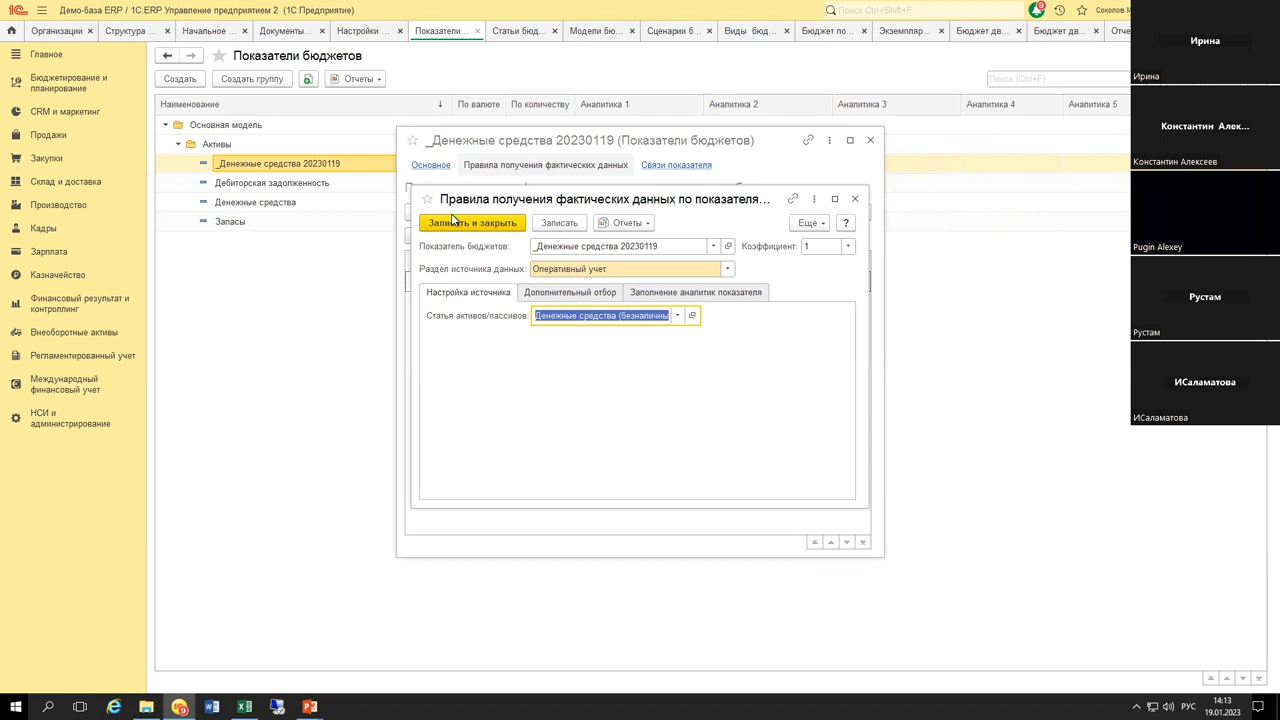 Демо-база ERP / 1С:ERP Управление предприятием 2 (1С:Предприятие)
Поиск Ctrl+Shift+F
9
Соколов М
Организации
Структура ...
Начальное ...
Документы...
Настройки ...
Показатели...
Статьи бюд...
Модели бю...
Сценарии б...
Виды бюд...
Бюджет по...
Экземпляр...
Бюджет дв...
Бюджет дв...
Отче
Главное
Бюджетирование и
планирование
CRM и маркетинг
Продажи
Закупки
Склад и доставка
Производство
Кадры
Зарплата
Казначейство
Финансовый результат и
контроллинг
Внеоборотные активы
Регламентированный учет
Международный
финансовый учет
НСИ и
администрирование
Показатели бюджетов
Создать
Создать группу
Отчеты
Поиск (Ctrl+F)
Наименование
По валюте
По количеству
Аналитика 1
Аналитика 2
Аналитика 3
Аналитика 4
Аналитика 5
Основная модель
Активы
_Денежные средства 20230119
Дебиторская задолженность
Денежные средства
Запасы
_Денежные средства 20230119 (Показатели бюджетов)
Основное
Правила получения фактических данных
Связи показателя
Правила получения фактических данных по показателя...
Записать и закрыть
Записать
Отчеты
Еще
?
Показатель бюджетов:
_Денежные средства 20230119
Коэффициент:
1
Раздел источника данных:
Оперативный учет
Настройка источника
Дополнительный отбор
Заполнение аналитик показателя
Статья активов/пассивов:
Денежные средства (безналичны
Ирина
Ирина
Константин Алек...
Константин Алексеев
Pugin Alexey
Рустам
Рустам
ИСаламатова
ИСаламатова
РУС
14:13
19.01.2023